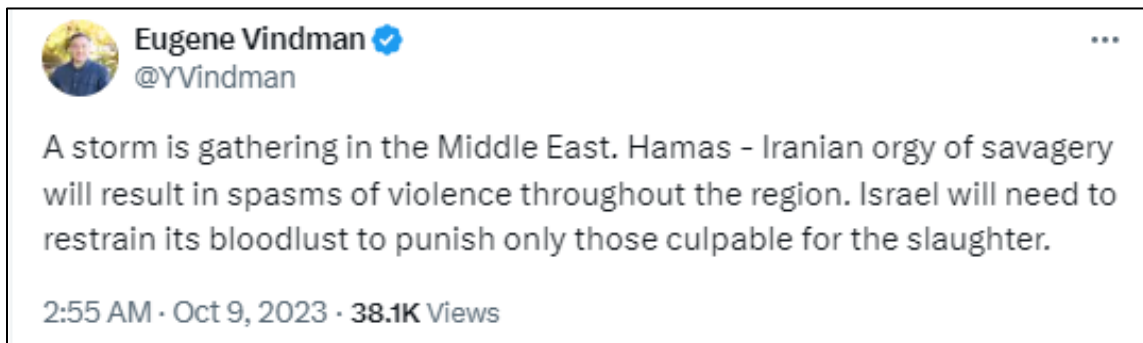 Eugene Vindman
@YVindman
A storm is gathering in the Middle East. Hamas - Iranian orgy of savagery
will result in spasms of violence throughout the region. Israel will need to
restrain its bloodlust to punish only those culpable for the slaughter.
2:55 AM · Oct 9, 2023 · 38.1K Views